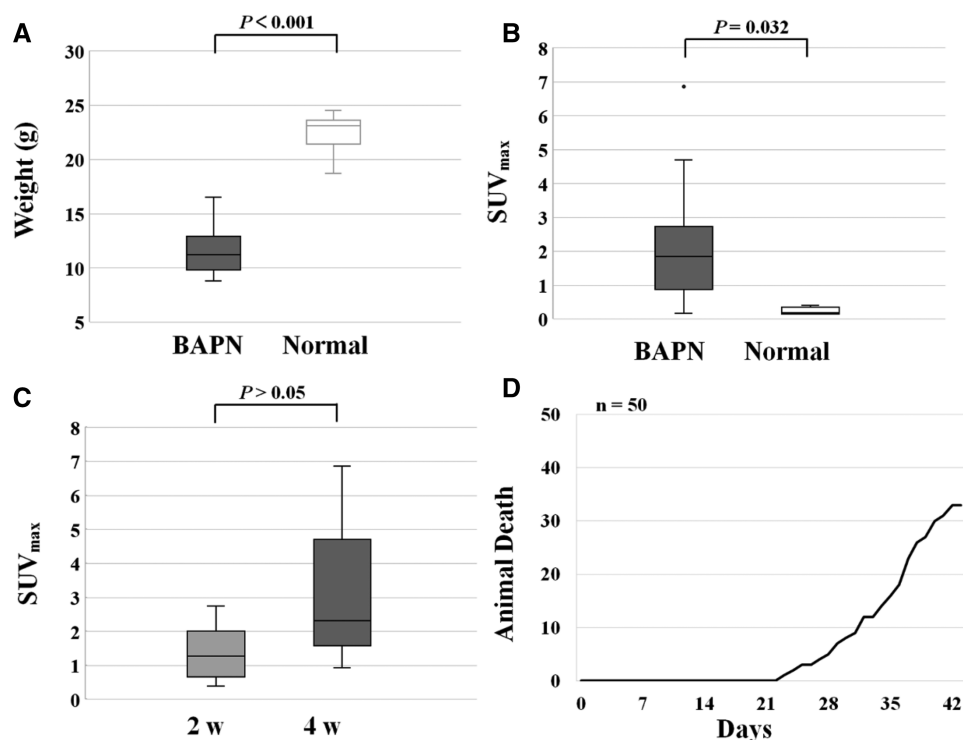 A
P < 0.001
Weight (g)
30
25
20
15
10
5
BAPN Normal
B
P = 0.032
SUVmax
8
7
6
5
4
3
2
1
0
BAPN Normal
C
P > 0.05
SUVmax
8
7
6
5
4
3
2
1
0
2 w 4 w
D
n = 50
Animal Death
50
40
30
20
10
0
0 7 14 21 28 35 42
Days